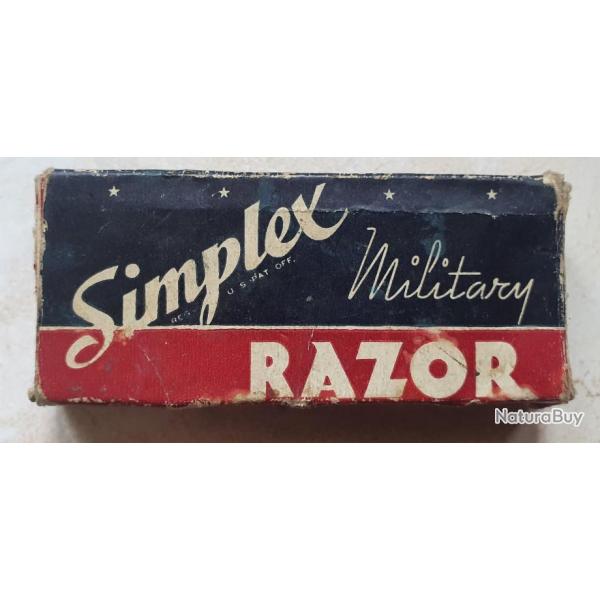 Simplex
REG. U.S. PAT. OFF.
Military
RAZOR
NaturaBuy